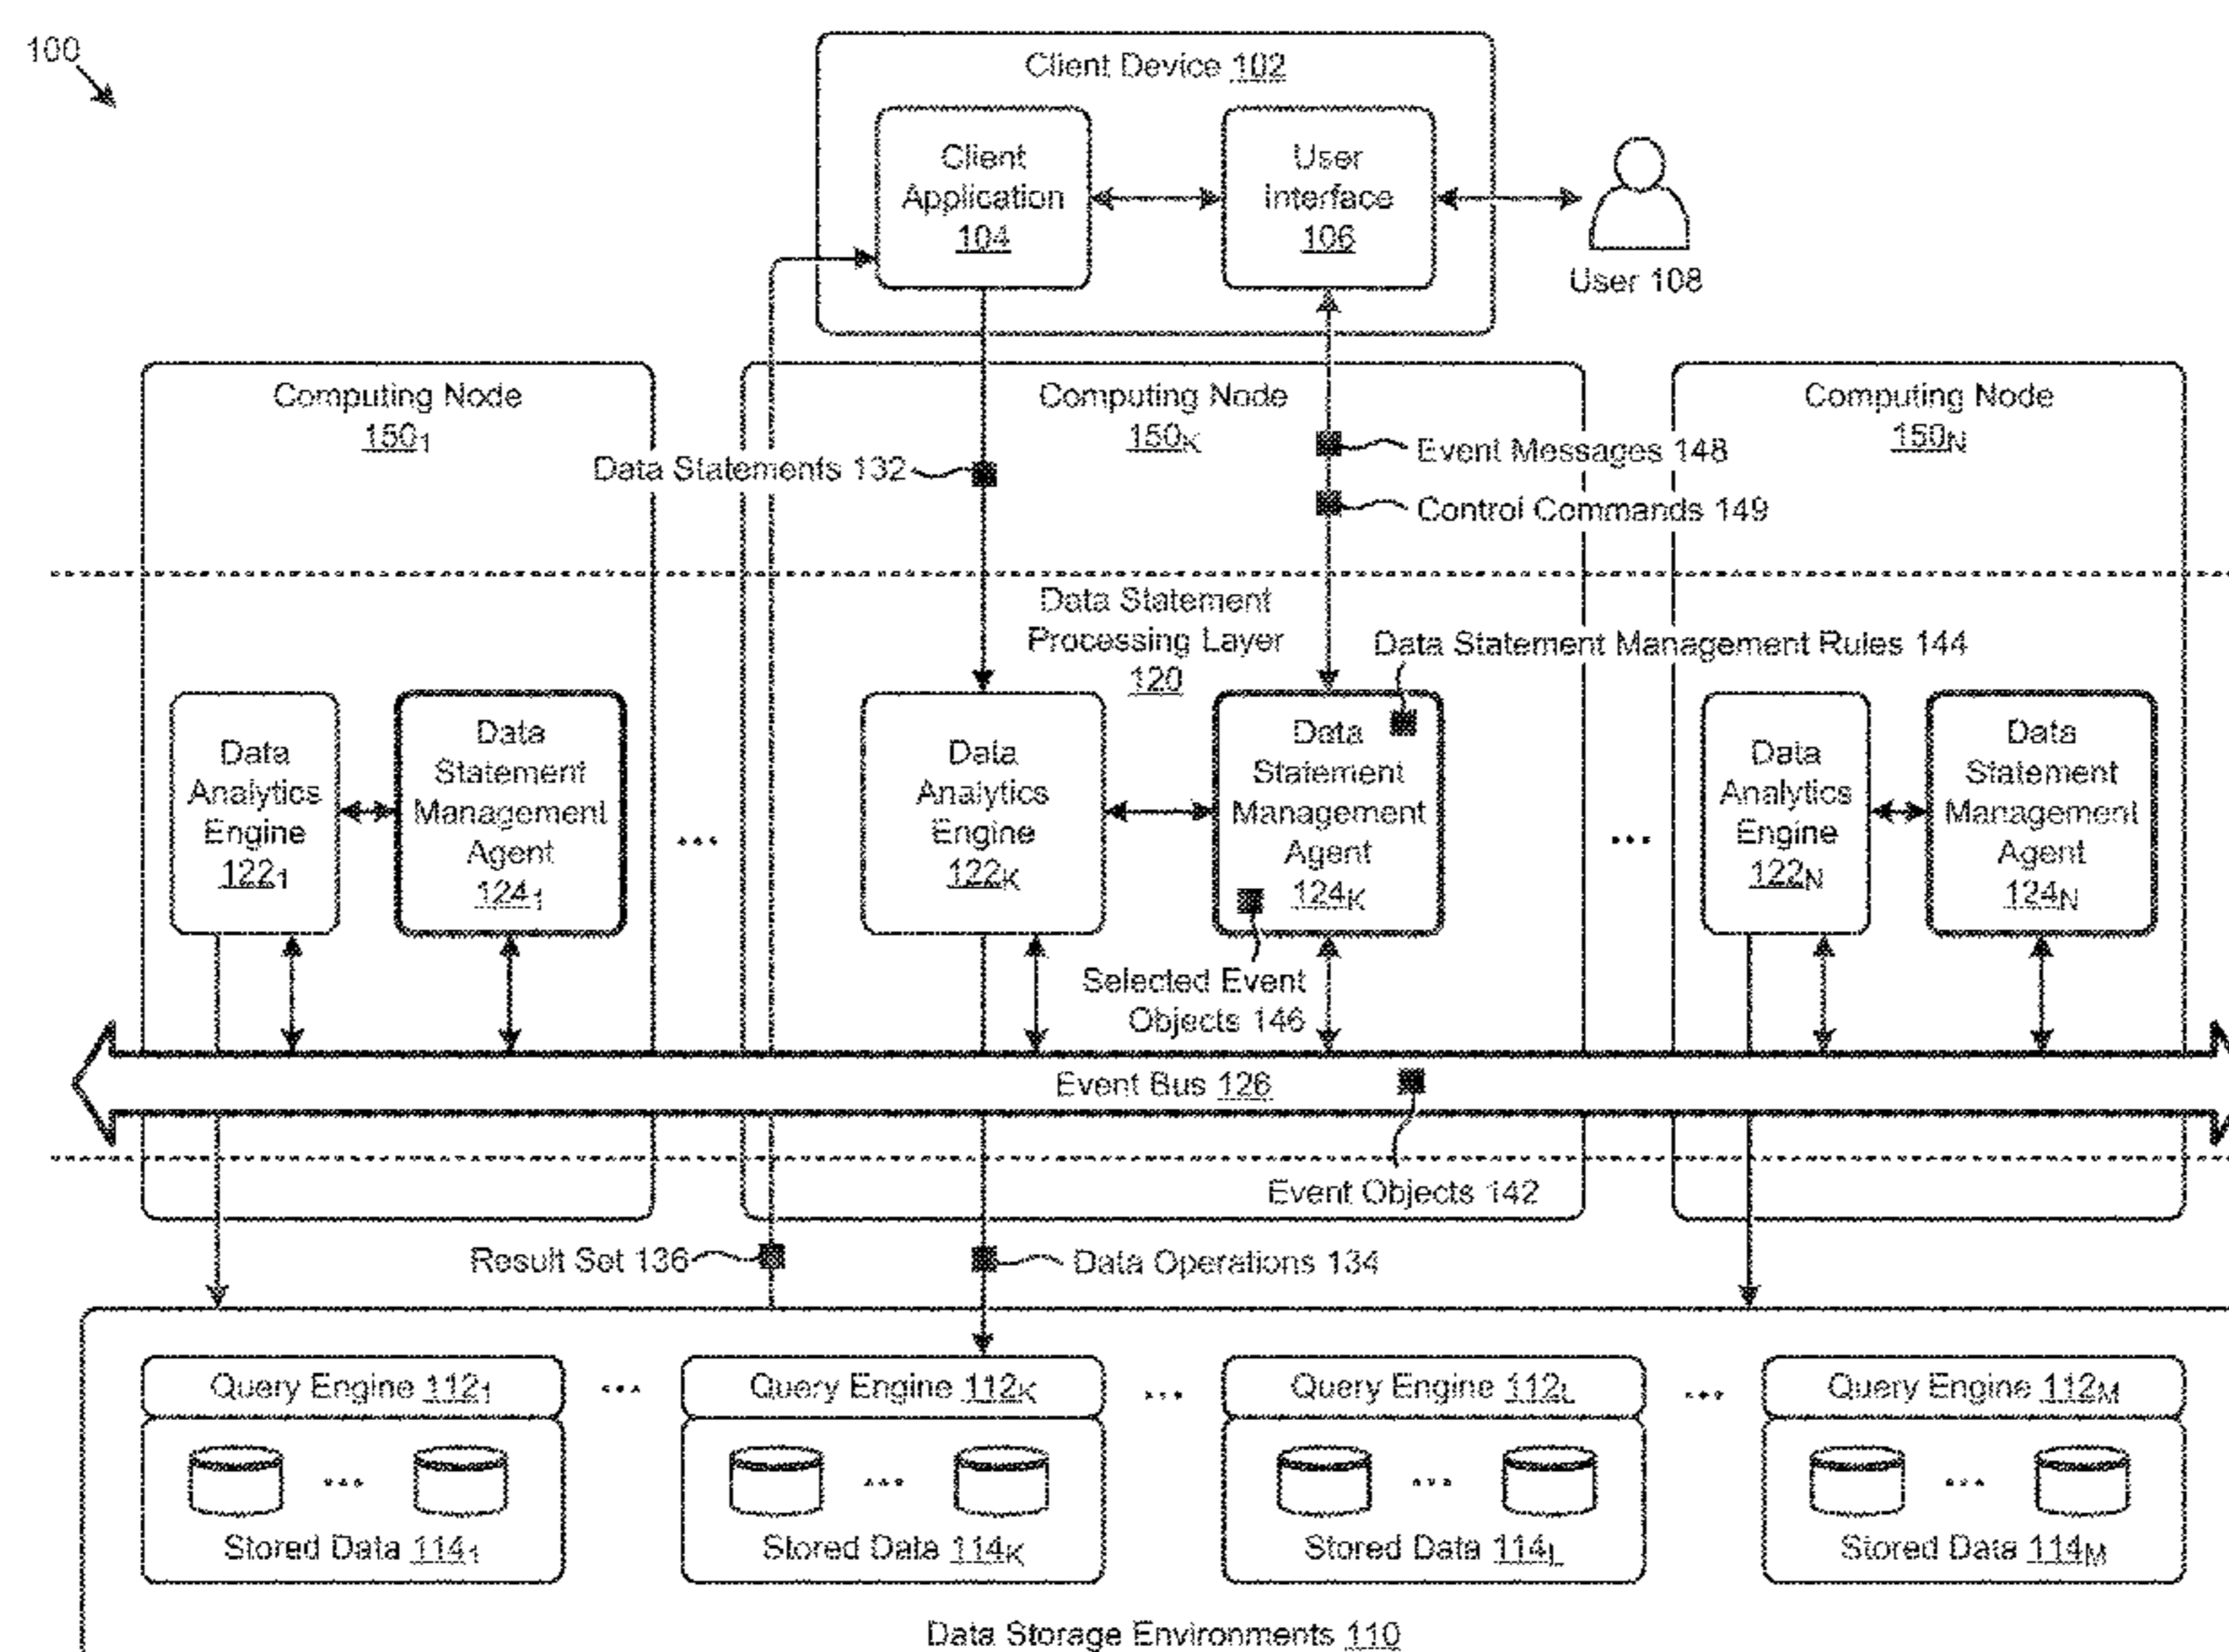 100
Client Device 102
Client
Application
104
User
Interface
106
User 108
Computing Node
150₁
Computing Node
150K
Computing Node
150N
Data Statements 132
Event Messages 148
Control Commands 149
Data Statement
Processing Layer
120
Data Statement Management Rules 144
Data
Analytics
Engine
122₁
Data
Statement
Management
Agent
124₁
...
Data
Analytics
Engine
122K
Data
Statement
Management
Agent
124K
...
Data
Analytics
Engine
122N
Data
Statement
Management
Agent
124N
Selected Event
Objects 146
Event Bus 126
Event Objects 142
Result Set 136
Data Operations 134
Query Engine 112₁
...
Query Engine 112K
...
Query Engine 112L
...
Query Engine 112M
...
...
...
...
Stored Data 114₁
Stored Data 114K
Stored Data 114L
Stored Data 114M
Data Storage Environments 110